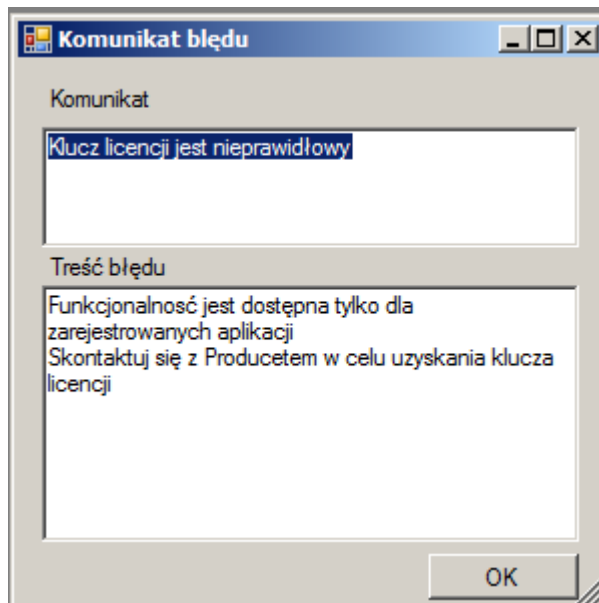 Komunikat błędu
Komunikat
Klucz licencji jest nieprawidłowy
Treść błędu
Funkcjonalnosć jest dostępna tylko dla
zarejestrowanych aplikacji
Skontaktuj się z Producetem w celu uzyskania klucza
licencji
OK